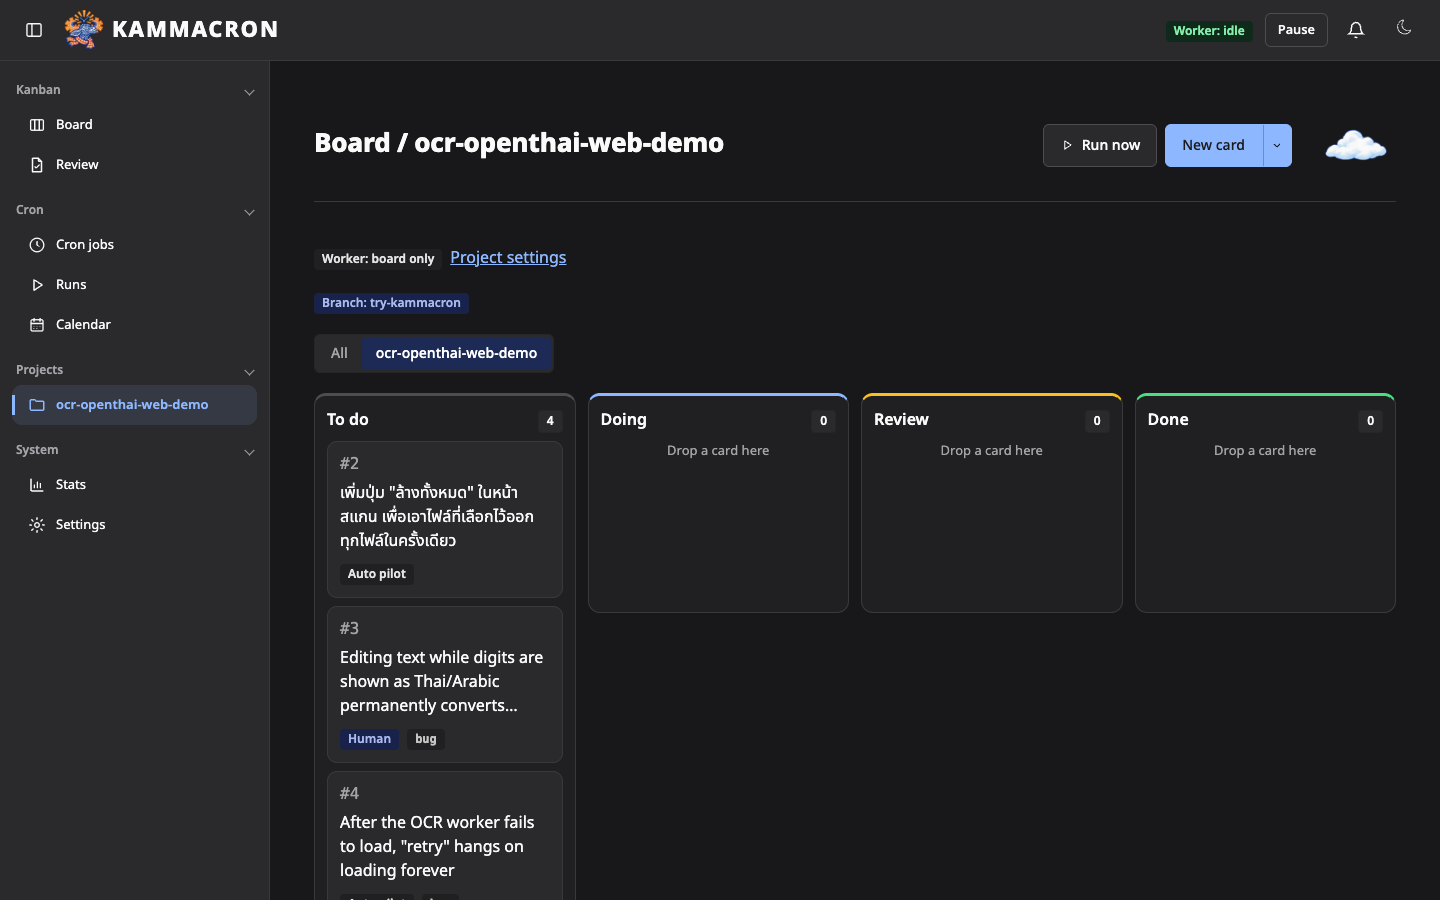 KAMMACRON
Worker: idle
Pause
Kanban
Board
Review
Cron
Cron jobs
Runs
Calendar
Projects
ocr-openthai-web-demo
System
Stats
Settings
Board / ocr-openthai-web-demo
Run now
New card
Worker: board only
Project settings
Branch: try-kammacron
All
ocr-openthai-web-demo
To do
4
#2
เพิ่มปุ่ม "ล้างทั้งหมด" ในหน้า
สแกน เพื่อเอาไฟล์ที่เลือกไว้ออก
ทุกไฟล์ในครั้งเดียว
Auto pilot
#3
Editing text while digits are
shown as Thai/Arabic
permanently converts...
Human
bug
#4
After the OCR worker fails
to load, "retry" hangs on
loading forever
Doing
0
Drop a card here
Review
0
Drop a card here
Done
0
Drop a card here